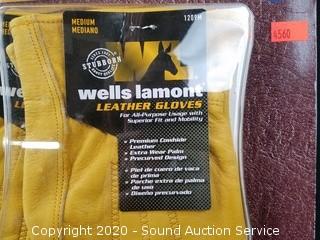 MEDIUM
MEDIANO
1209M
4560
STUBBORN
wells lamont
LEATHER GLOVES
For All-Purpose Usage with
Superior Fit and Mobility
• Premium Cowhide
Leather
• Extra Wear Palm
• Precurved Design
• Piel de cuero de vaca
de prima
• Parche extra de palma
de uso
• Diseño precurvado
Copyright 2020 - Sound Auction Service